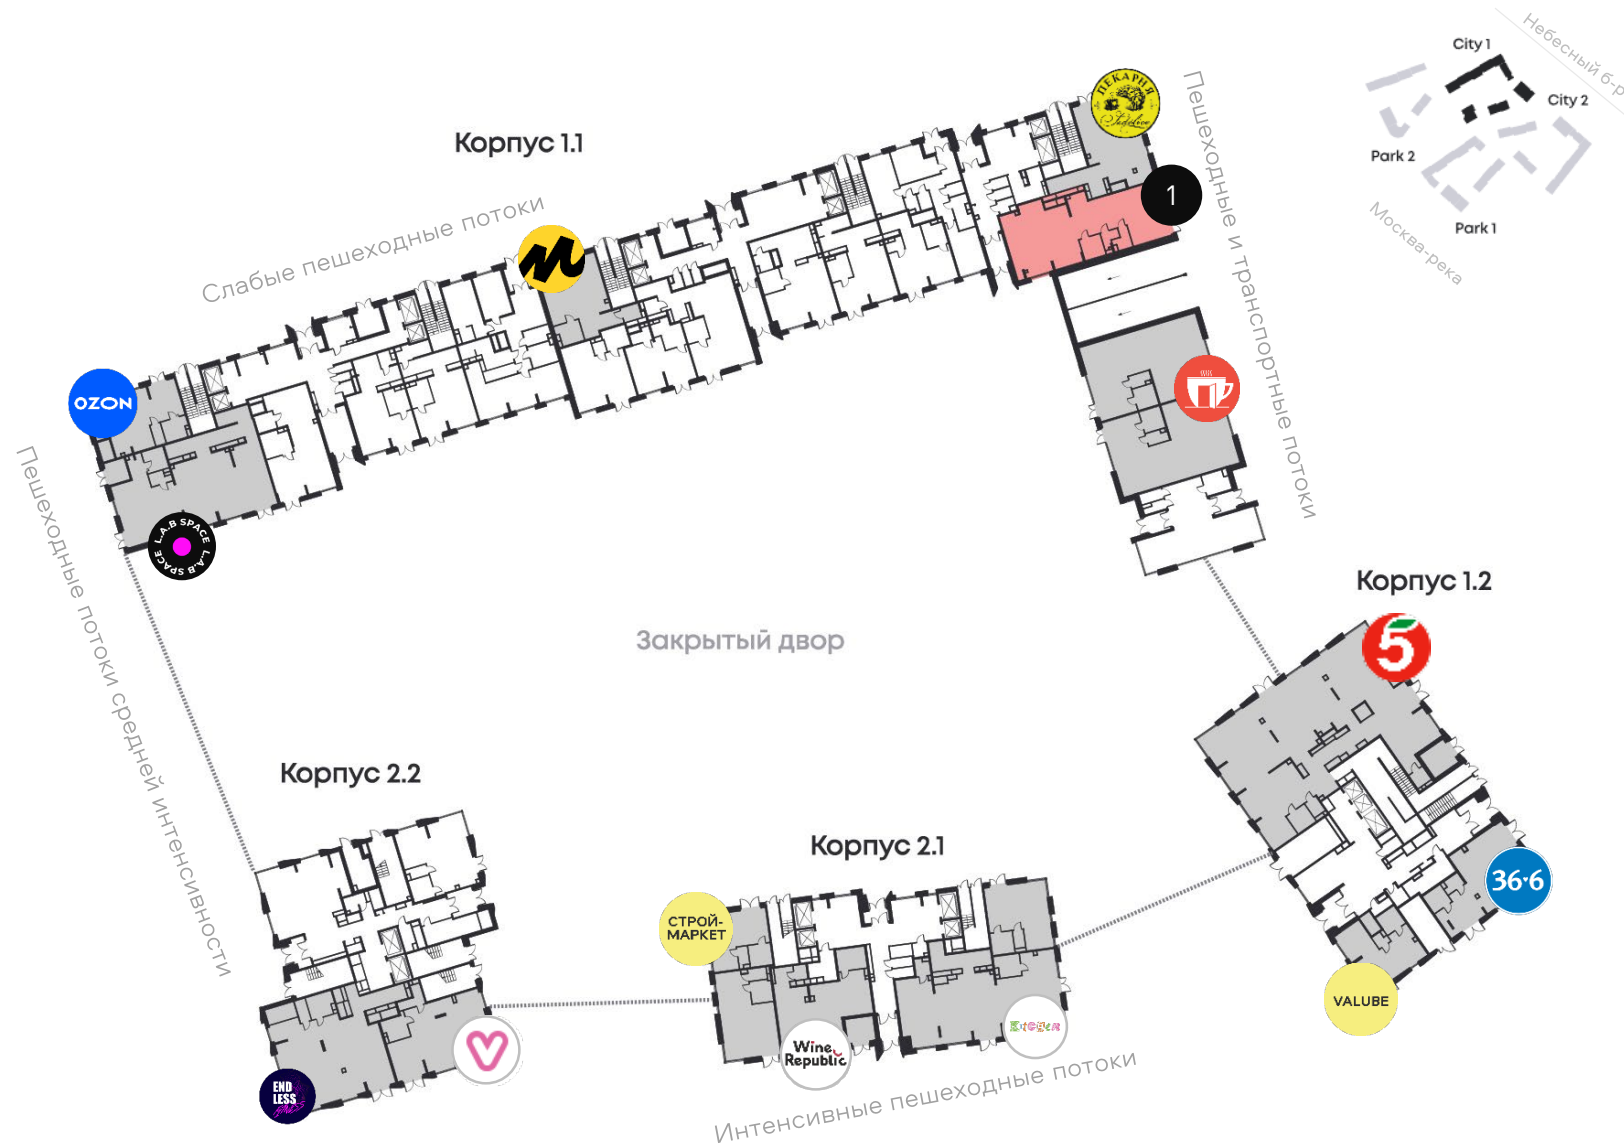 Небесный б-р
City 1
City 2
Park 2
Park 1
Москва-река
ПЕКАРНЯ
Корпус 1.1
Пешеходные и транспортные потоки
1
Слабые пешеходные потоки
OZON
L.A.B SPACE L.A.B SPACE
Пешеходные потоки средней интенсивности
Закрытый двор
Корпус 1.2
5
Корпус 2.2
Корпус 2.1
36·6
СТРОЙ-
МАРКЕТ
VALUBE
Wine
Republic
END
LESS
Интенсивные пешеходные потоки